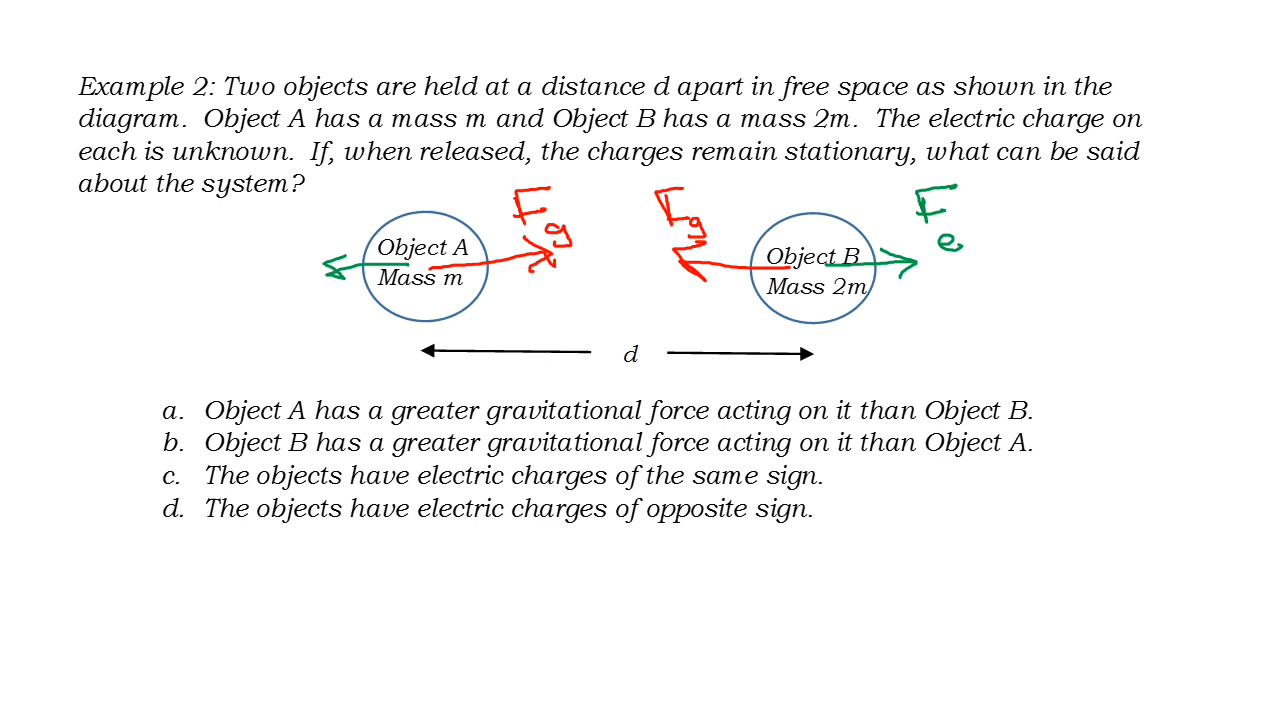 Example 2: Two objects are held at a distance d apart in free space as shown in the
diagram. Object A has a mass m and Object B has a mass 2m. The electric charge on
each is unknown. If, when released, the charges remain stationary, what can be said
about the system?
Fg
Fg
Fe
Object A
Mass m
Object B
Mass 2m
d
a. Object A has a greater gravitational force acting on it than Object B.
b. Object B has a greater gravitational force acting on it than Object A.
c. The objects have electric charges of the same sign.
d. The objects have electric charges of opposite sign.